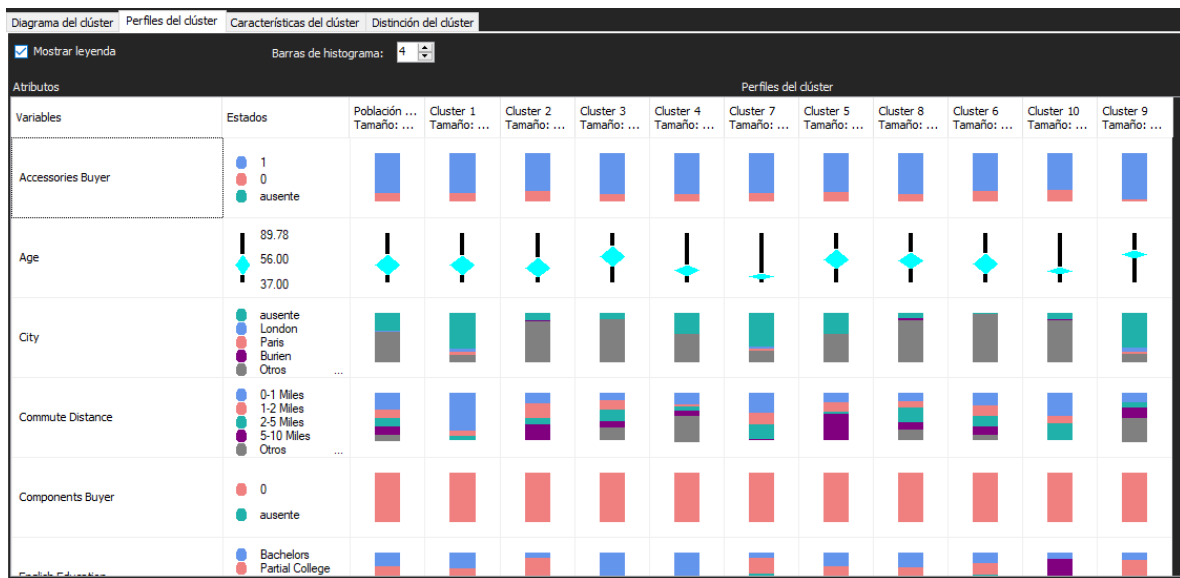 Diagrama del clúster Perfiles del clúster Características del clúster Distinción del clúster
Mostrar leyenda Barras de histograma: 4
Atributos Perfiles del clúster
Variables Estados Población ... Cluster 1 Cluster 2 Cluster 3 Cluster 4 Cluster 7 Cluster 5 Cluster 8 Cluster 6 Cluster 10 Cluster 9
Tamaño: ... Tamaño: ... Tamaño: ... Tamaño: ... Tamaño: ... Tamaño: ... Tamaño: ... Tamaño: ... Tamaño: ... Tamaño: ... Tamaño: ...
Accessories Buyer
1
0
ausente
Age
89.78
56.00
37.00
City
ausente
London
Paris
Burien
Otros ...
Commute Distance
0-1 Miles
1-2 Miles
2-5 Miles
5-10 Miles
Otros ...
Components Buyer
0
ausente
English Education
Bachelors
Partial College